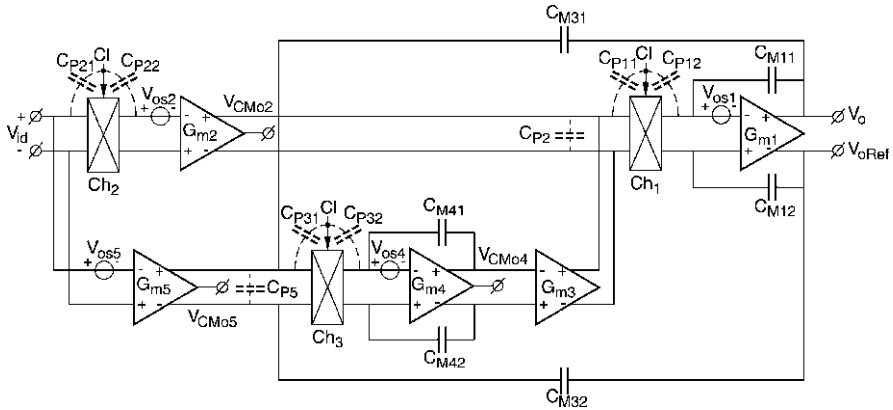 C_M31
C_P21 Cl C_P22
C_P11 Cl C_P12
C_M11
V_os2 + -
V_CMo2
V_os1 + -
+
V_id
-
- +
G_m2
+ -
C_P2
- +
G_m1
+ -
V_o
V_oRef
Ch_2
Ch_1
C_M12
C_P31 Cl C_P32
C_M41
V_os5 + -
V_os4 + -
V_CMo4
- +
G_m5
+ -
C_P5
- +
G_m4
+ -
- +
G_m3
+ -
V_CMo5
Ch_3
C_M42
C_M32